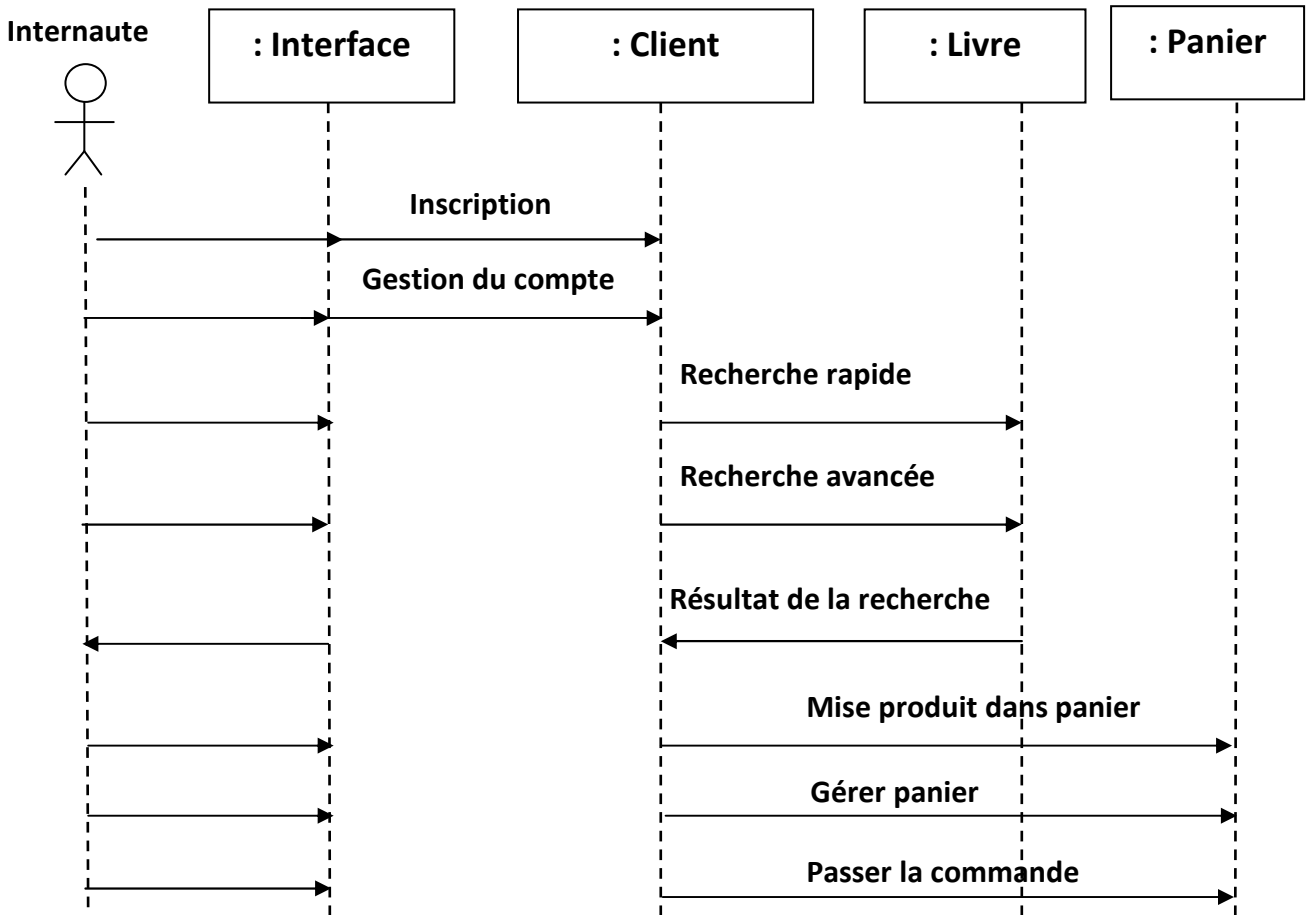 Internaute
: Interface
: Client
: Livre
: Panier
Inscription
Gestion du compte
Recherche rapide
Recherche avancée
Résultat de la recherche
Mise produit dans panier
Gérer panier
Passer la commande